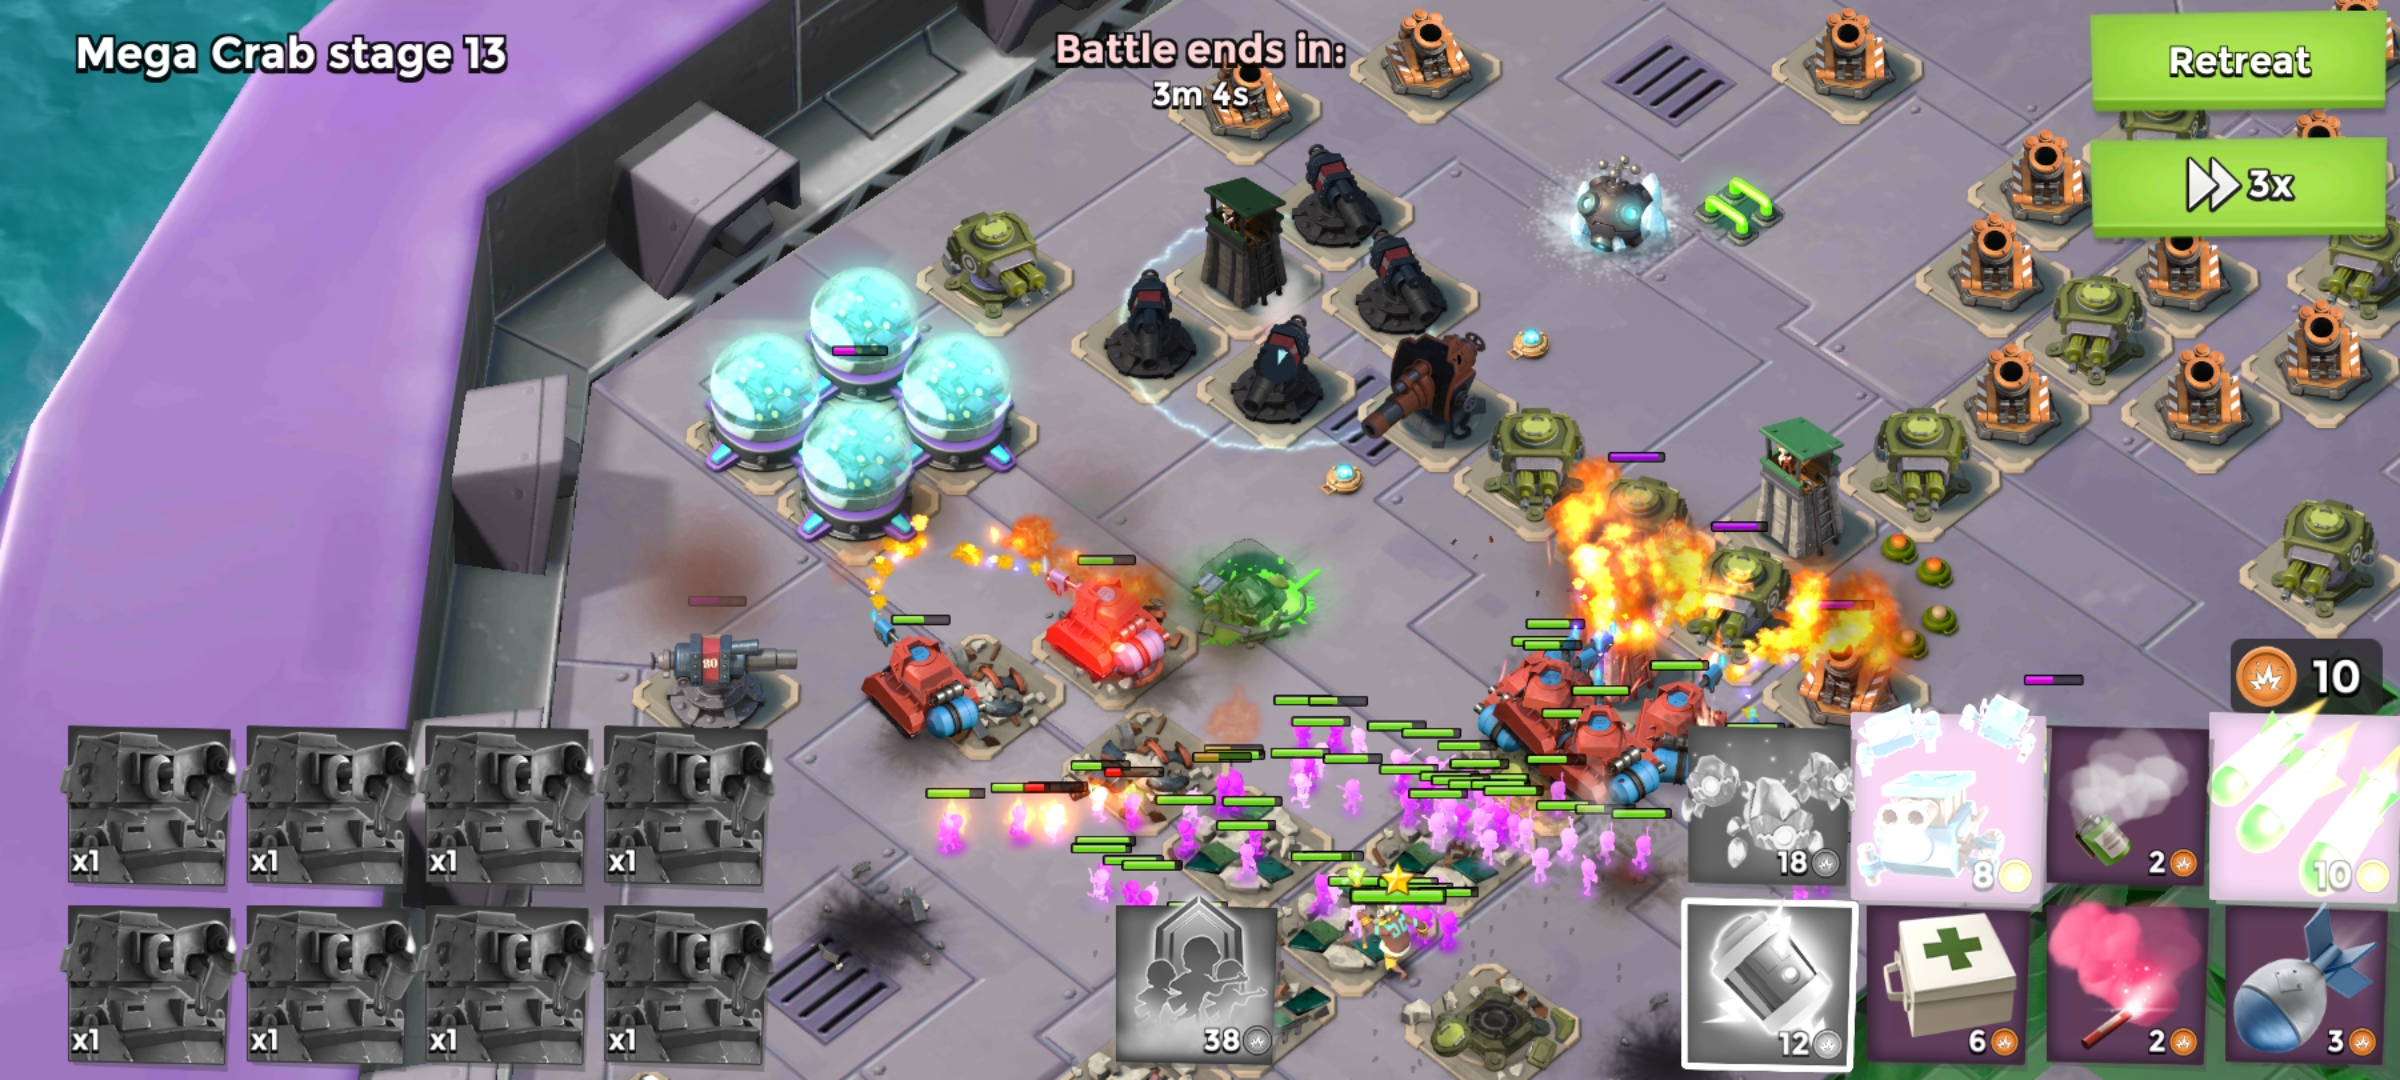 Mega Crab stage 13
Battle ends in:
3m 4s
Retreat
3x
80
10
x1
x1
x1
x1
18
8
2
10
x1
x1
x1
x1
38
12
6
2
3